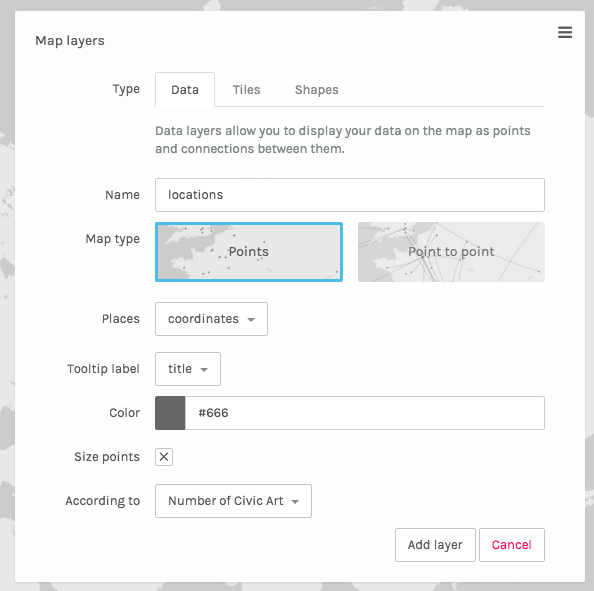 Map layers
Type
Data
Tiles
Shapes
Data layers allow you to display your data on the map as points
and connections between them.
Name
locations
Map type
Points
Point to point
Places
coordinates
Tooltip label
title
Color
#666
Size points
According to
Number of Civic Art
Add layer
Cancel